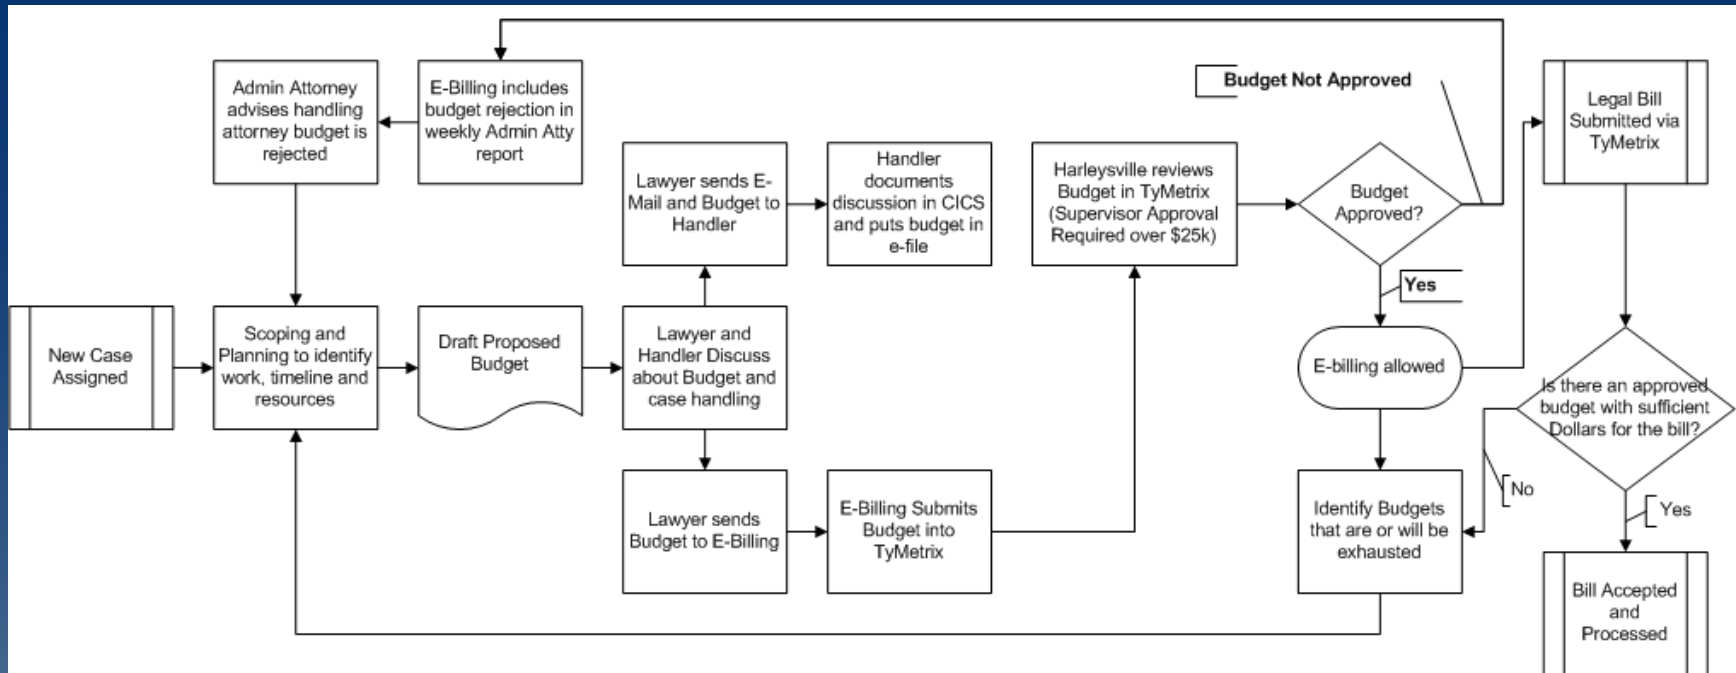 Admin Attorney
advises handling
attorney budget is
rejected
E-Billing includes
budget rejection in
weekly Admin Atty
report
Lawyer sends E-
Mail and Budget to
Handler
Handler
documents
discussion in CICS
and puts budget in
e-file
Harleysville reviews
Budget in TyMetrix
(Supervisor Approval
Required over $25k)
Budget Not Approved
Budget
Approved?
Legal Bill
Submitted via
TyMetrix
Yes
New Case
Assigned
Scoping and
Planning to identify
work, timeline and
resources
Draft Proposed
Budget
Lawyer and
Handler Discuss
about Budget and
case handling
E-billing allowed
Is there an approved
budget with sufficient
Dollars for the bill?
No
Yes
Lawyer sends
Budget to E-Billing
E-Billing Submits
Budget into
TyMetrix
Identify Budgets
that are or will be
exhausted
Bill Accepted
and
Processed